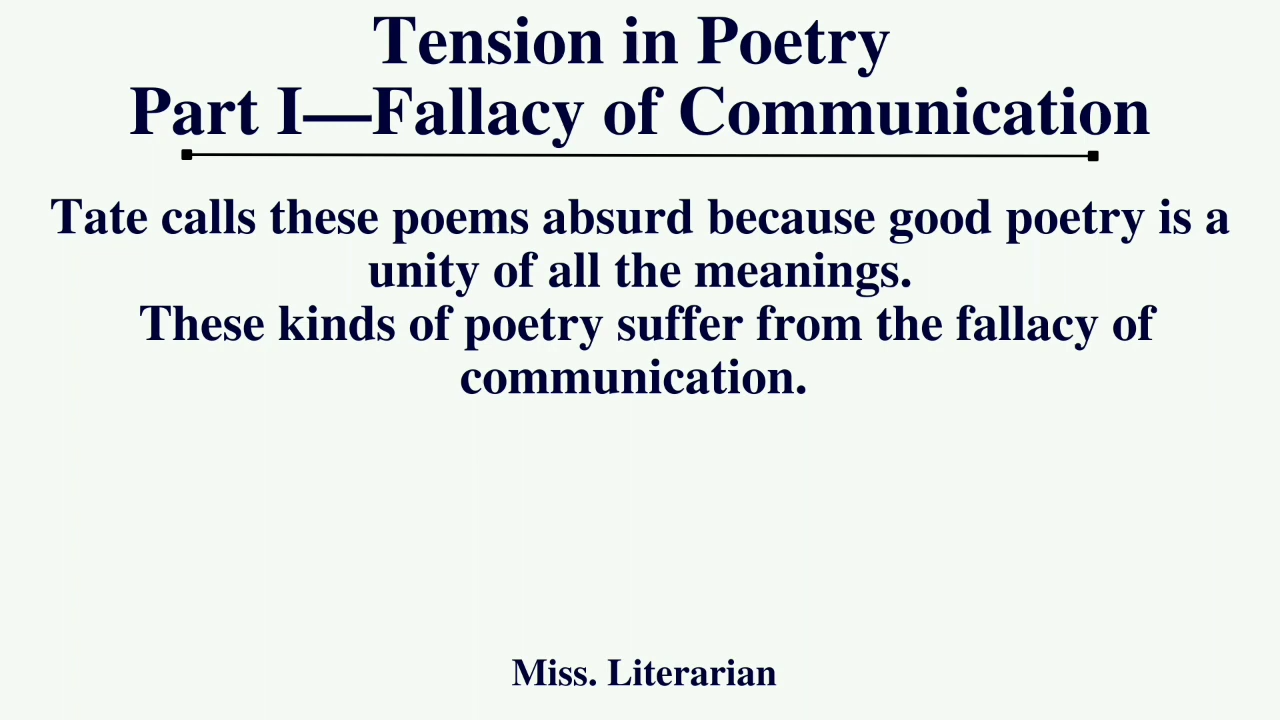 Tension in Poetry
Part I—Fallacy of Communication
Tate calls these poems absurd because good poetry is a
unity of all the meanings.
These kinds of poetry suffer from the fallacy of
communication.
Miss. Literarian